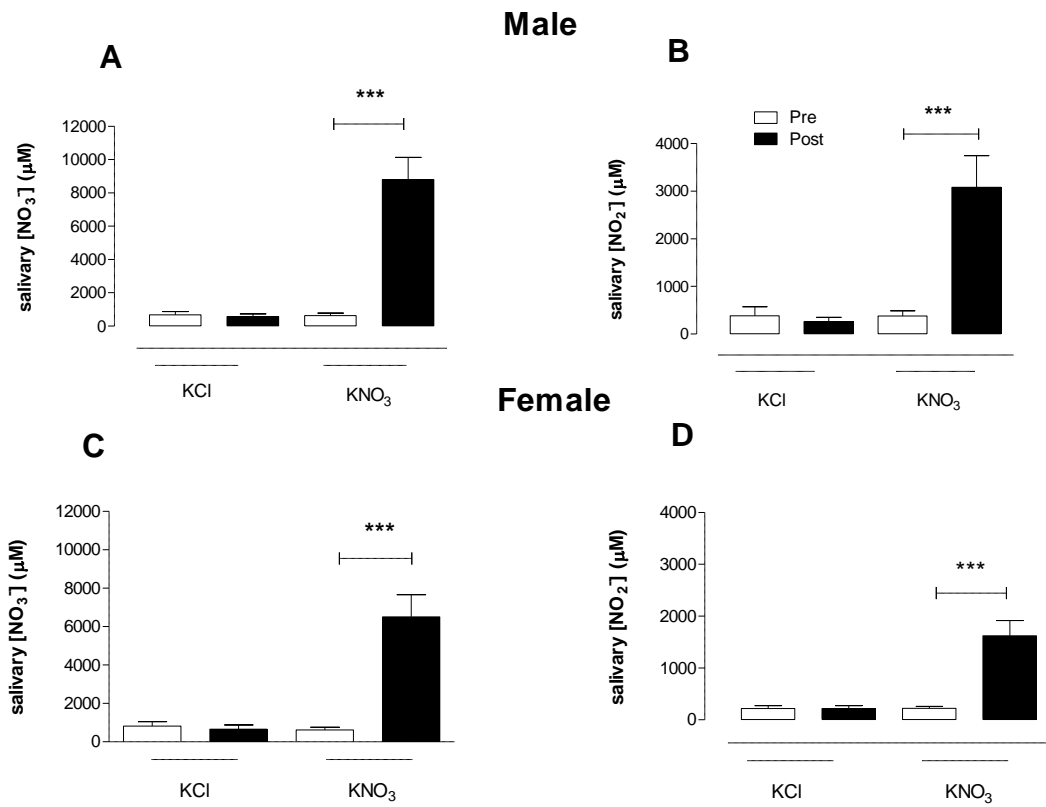 Male
A
***
12000
10000
8000
6000
4000
2000
0
salivary [NO₃⁻] (μM)
KCl
KNO₃
B
Pre
Post
***
4000
3000
2000
1000
0
salivary [NO₂⁻] (μM)
KCl
KNO₃
Female
C
***
12000
10000
8000
6000
4000
2000
0
salivary [NO₃⁻] (μM)
KCl
KNO₃
D
***
4000
3000
2000
1000
0
salivary [NO₂⁻] (μM)
KCl
KNO₃